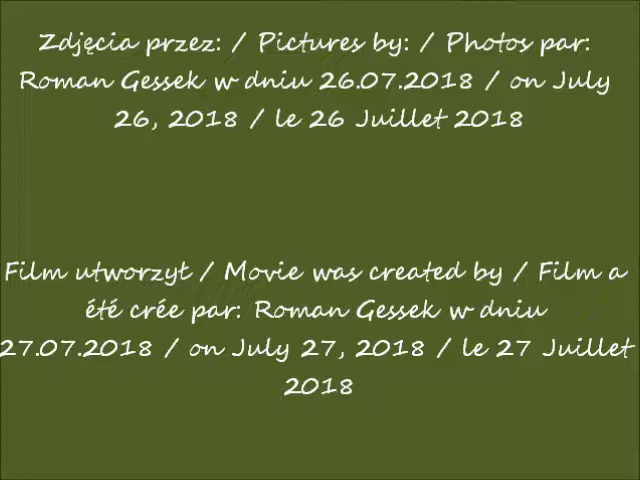 Zdjęcia przez: / Pictures by: / Photos par:
Roman Gessek w dniu 26.07.2018 / on July
26, 2018 / le 26 Juillet 2018
Film utworzył / Movie was created by / Film a
été crée par: Roman Gessek w dniu
27.07.2018 / on July 27, 2018 / le 27 Juillet
2018